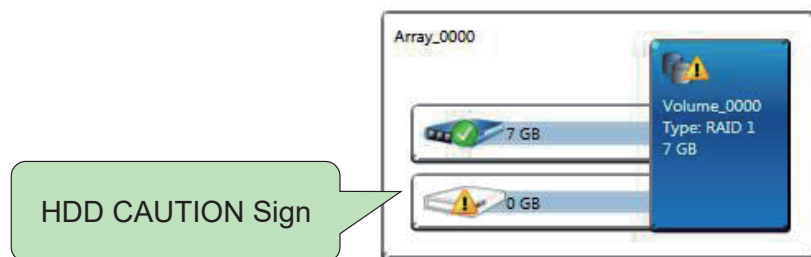 Array_0000
Volume_0000
Type: RAID 1
7 GB
7 GB
0 GB
HDD CAUTION Sign